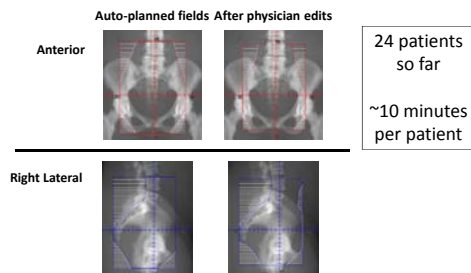 Auto-planned fields After physician edits
Anterior
24 patients
so far
~10 minutes
per patient
Right Lateral